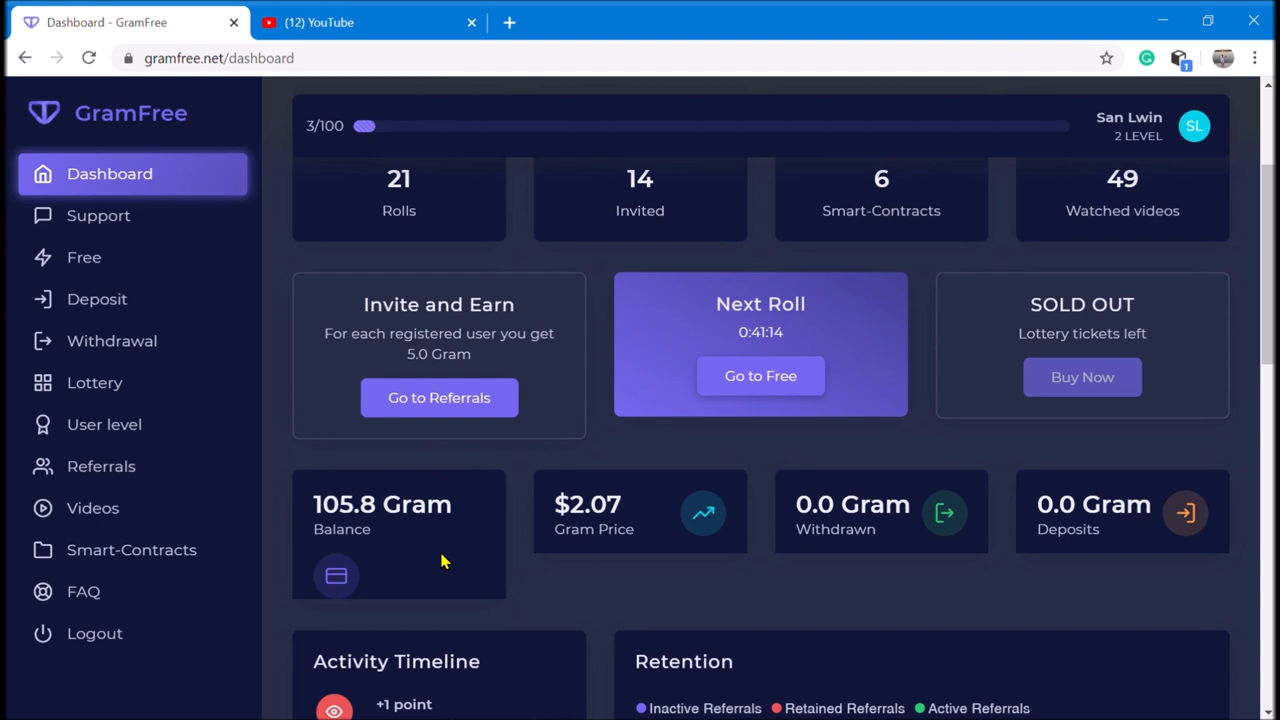 Dashboard - GramFree
(12) YouTube
gramfree.net/dashboard
1
GramFree
Dashboard
Support
Free
Deposit
Withdrawal
Lottery
User level
Referrals
Videos
Smart-Contracts
FAQ
Logout
3/100
San Lwin
2 LEVEL
SL
21
Rolls
14
Invited
6
Smart-Contracts
49
Watched videos
Invite and Earn
For each registered user you get
5.0 Gram
Go to Referrals
Next Roll
0:41:14
Go to Free
SOLD OUT
Lottery tickets left
Buy Now
105.8 Gram
Balance
$2.07
Gram Price
0.0 Gram
Withdrawn
0.0 Gram
Deposits
Activity Timeline
+1 point
Retention
Inactive Referrals
Retained Referrals
Active Referrals